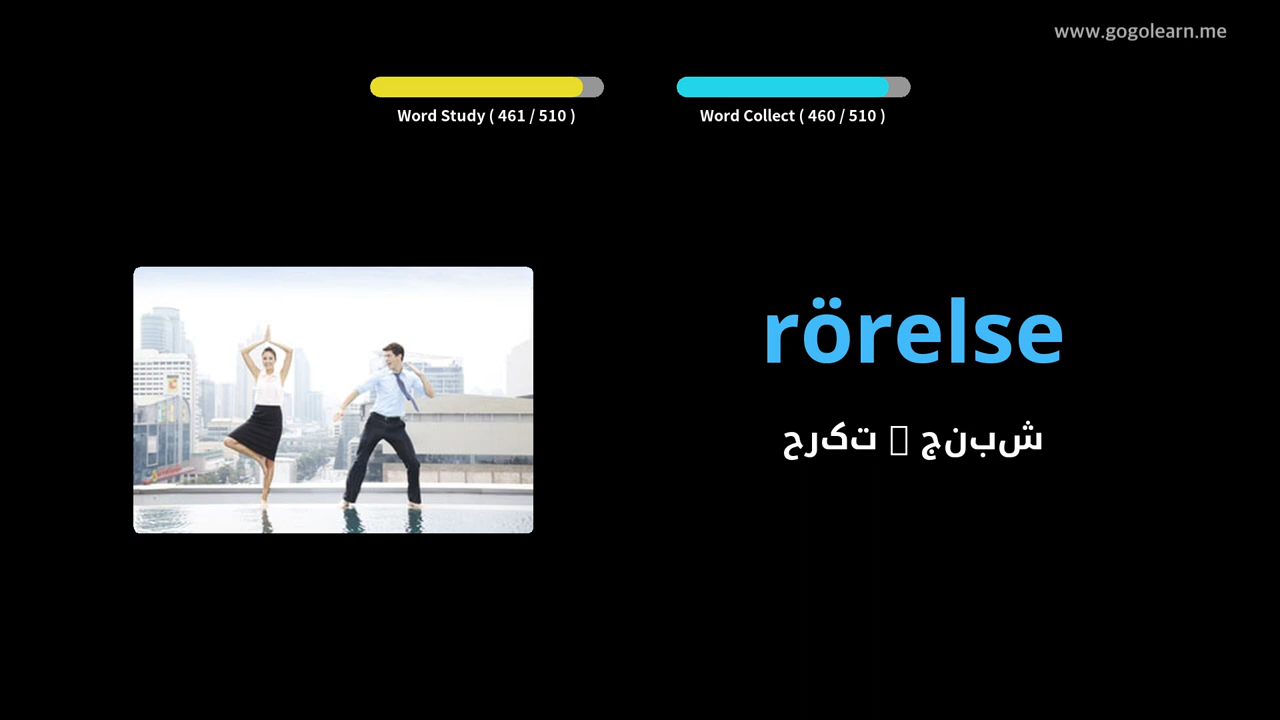 www.gogolearn.me
Word Study ( 461 / 510 )
Word Collect ( 460 / 510 )
rörelse
حرکت ▯ جنبش